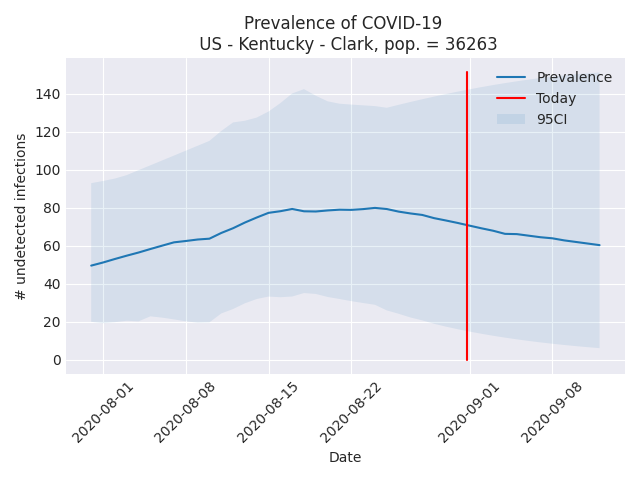 Prevalence of COVID-19
US - Kentucky - Clark, pop. = 36263
Prevalence
Today
95CI
# undetected infections
140
120
100
80
60
40
20
0
2020-08-01
2020-08-08
2020-08-15
2020-08-22
2020-09-01
2020-09-08
Date